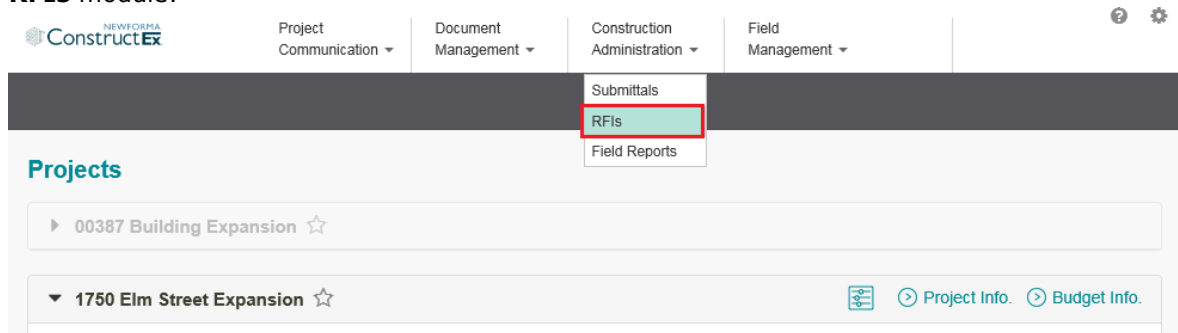 RFIs module.
NEWFORMA
ConstructEx
Project
Communication
Document
Management
Construction
Administration
Field
Management
Submittals
RFIs
Field Reports
Projects
00387 Building Expansion
1750 Elm Street Expansion
Project Info.
Budget Info.